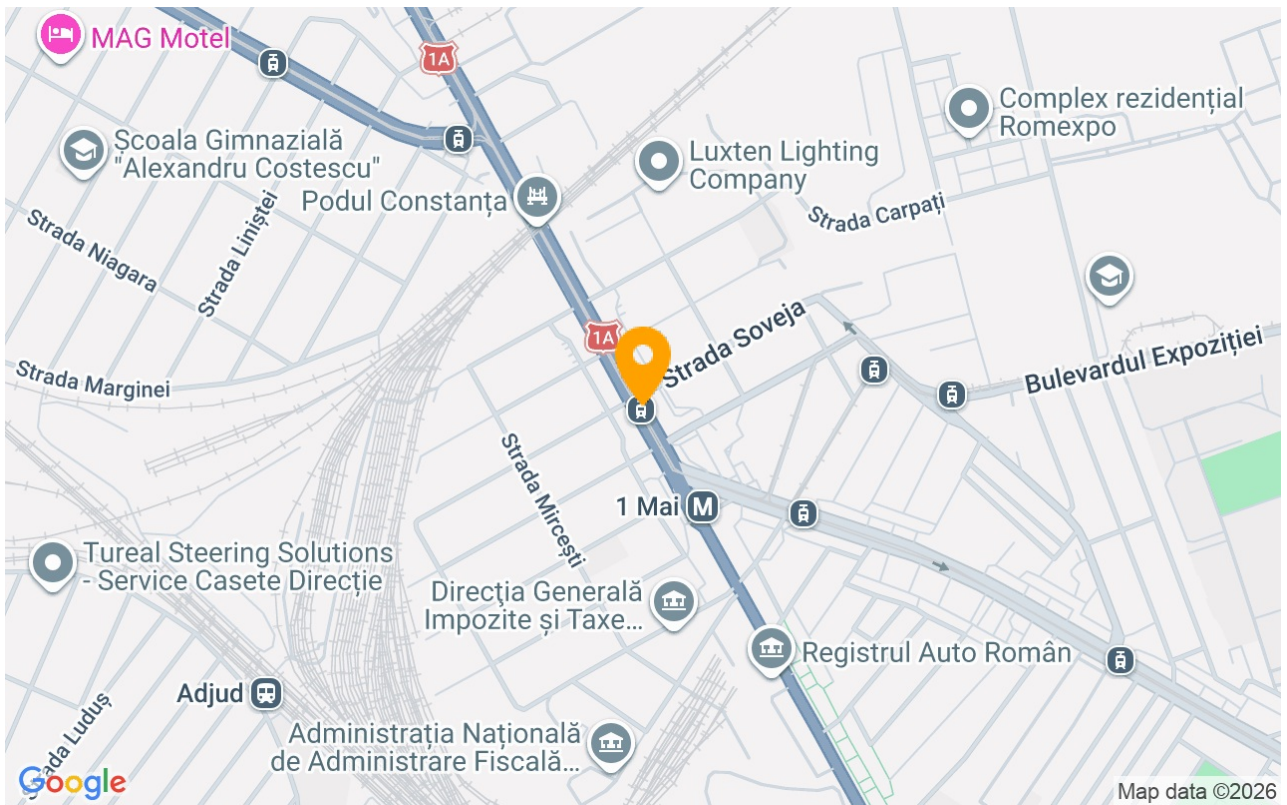 MAG Motel
1A
Școala Gimnazială
"Alexandru Costescu"
Podul Constanța
Luxten Lighting
Company
Complex rezidențial
Romexpo
Strada Carpați
Strada Niagara
Strada Liniștei
1A
Strada Soveja
Bulevardul Expoziției
Strada Marginei
Strada Mircești
1 Mai
M
Tureal Steering Solutions
- Service Casete Direcție
Direcţia Generală
Impozite și Taxe...
Registrul Auto Român
Adjud
Strada Luduș
Administrația Națională
de Administrare Fiscală...
Google
Map data ©2026